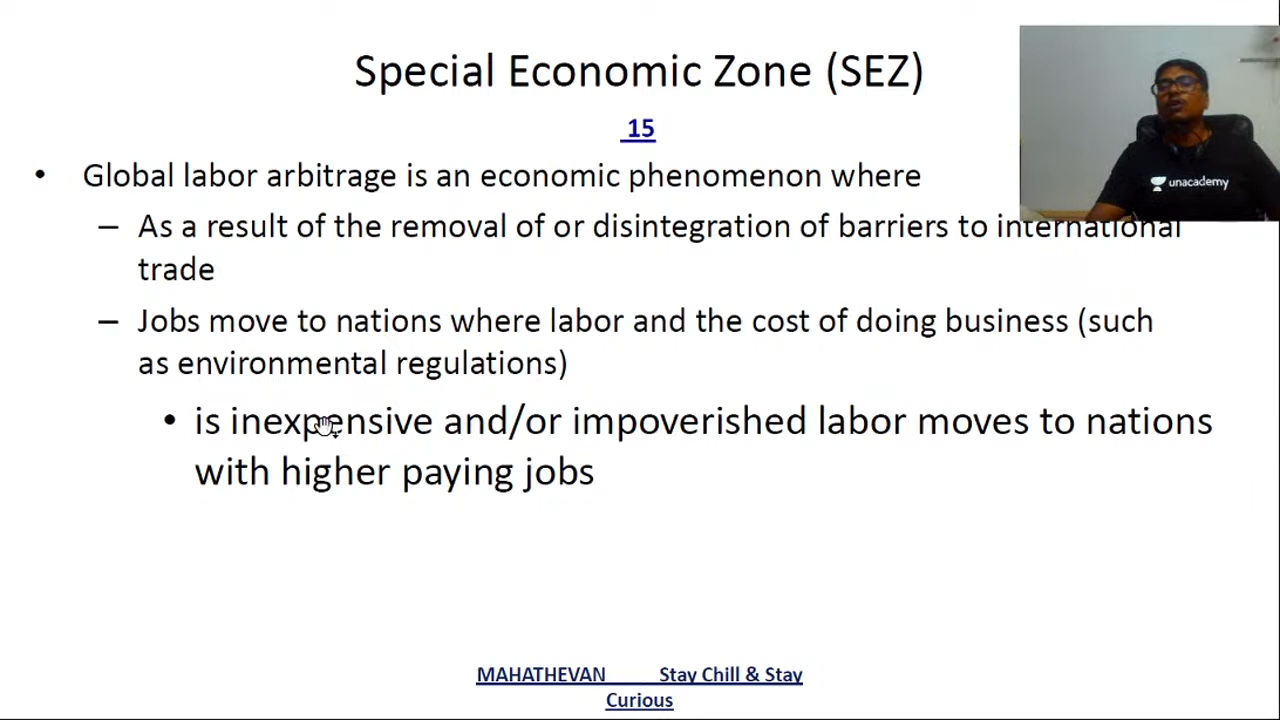 Special Economic Zone (SEZ)
15
unacademy
• Global labor arbitrage is an economic phenomenon where
– As a result of the removal of or disintegration of barriers to international
trade
– Jobs move to nations where labor and the cost of doing business (such
as environmental regulations)
• is inexpensive and/or impoverished labor moves to nations
with higher paying jobs
MAHATHEVAN Stay Chill & Stay
Curious